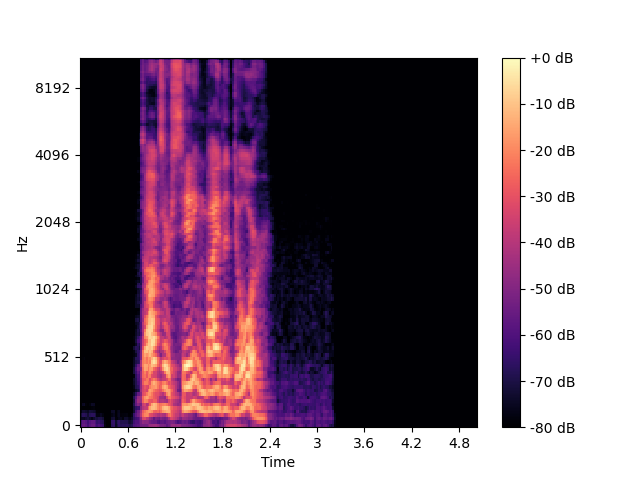 8192
4096
2048
1024
512
0
Hz
0 0.6 1.2 1.8 2.4 3 3.6 4.2 4.8
Time
+0 dB
-10 dB
-20 dB
-30 dB
-40 dB
-50 dB
-60 dB
-70 dB
-80 dB